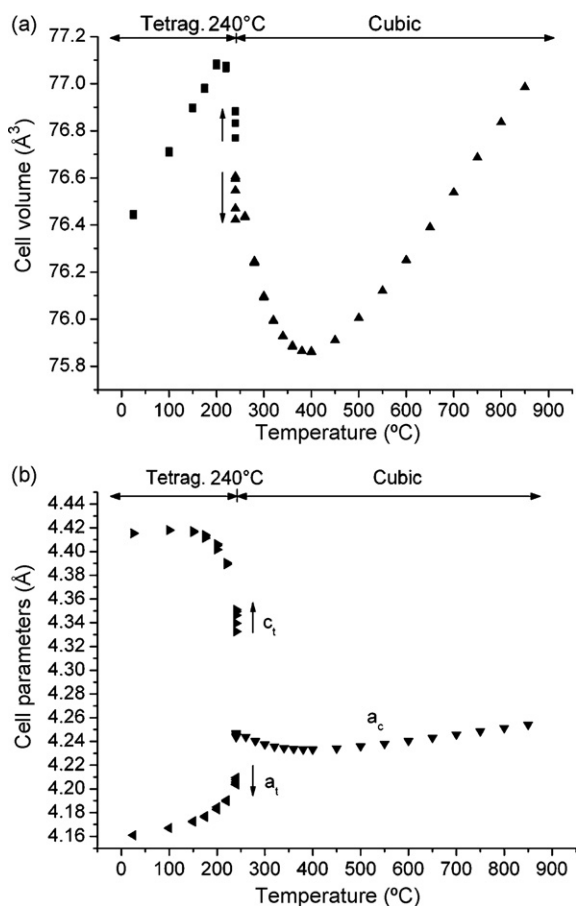 (a)
Tetrag. 240°C Cubic
77.2
77.0
76.8
76.6
76.4
76.2
76.0
75.8
Cell volume (Å³)
0 100 200 300 400 500 600 700 800 900
Temperature (ºC)
(b)
Tetrag. 240°C Cubic
4.44
4.42
4.40
4.38
4.36
4.34
4.32
4.30
4.28
4.26
4.24
4.22
4.20
4.18
4.16
Cell parameters (Å)
c_t
a_c
a_t
0 100 200 300 400 500 600 700 800 900
Temperature (ºC)